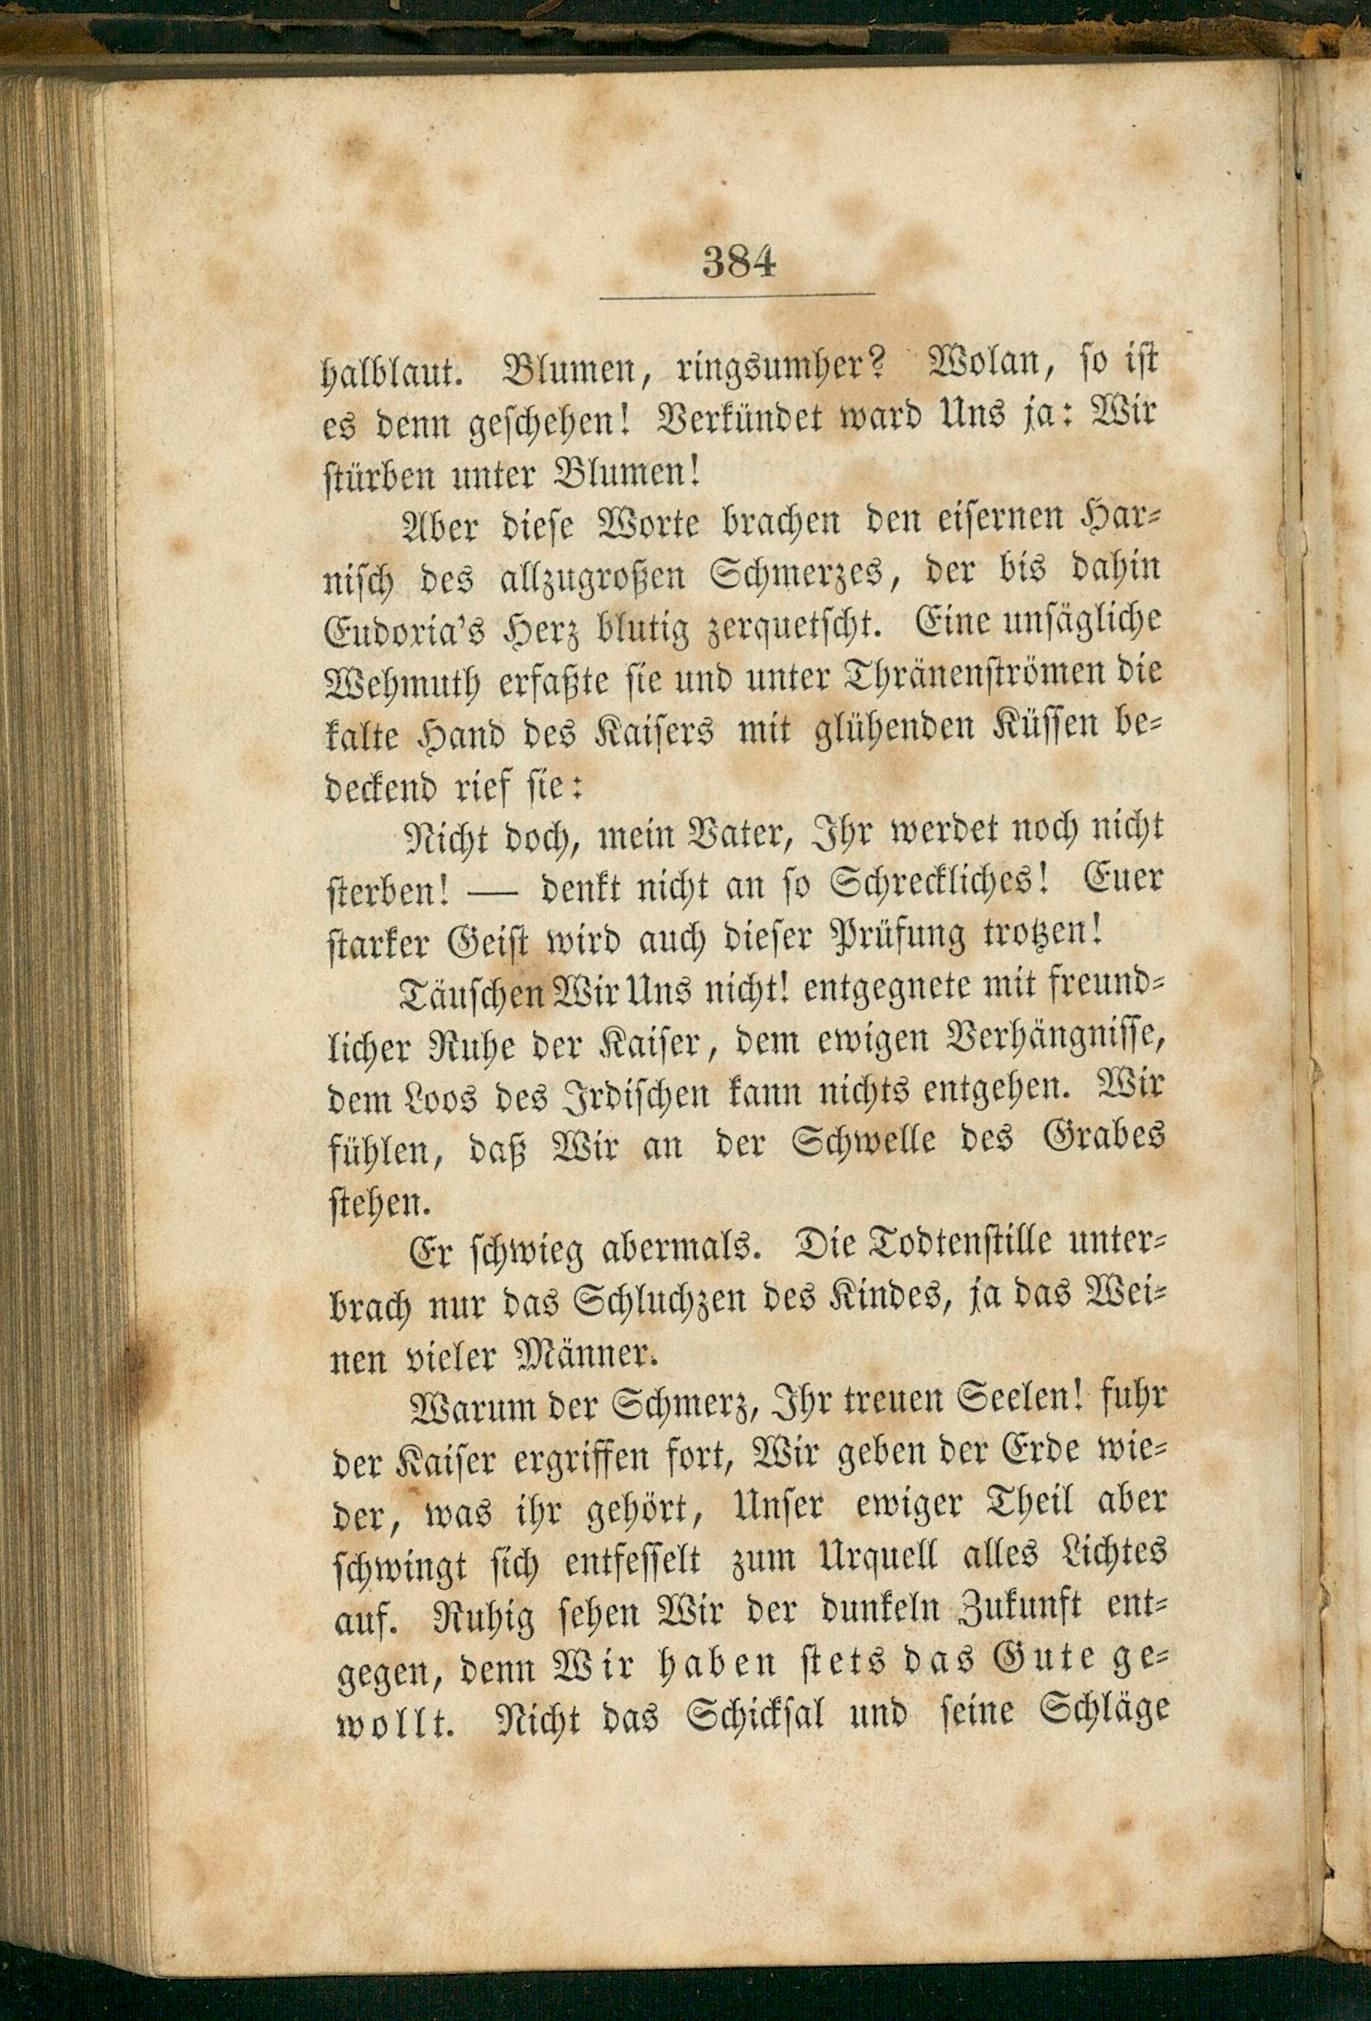 384
halblaut. Blumen, ringsumher? Wolan, so ist
es denn geschehen! Verkündet ward Uns ja: Wir
stürben unter Blumen!
Aber diese Worte brachen den eisernen Har-
nisch des allzugroßen Schmerzes, der bis dahin
Eudoxia's Herz blutig zerquetscht. Eine unsägliche
Wehmuth erfaßte sie und unter Thränenströmen die
kalte Hand des Kaisers mit glühenden Küssen be-
deckend rief sie:
Nicht doch, mein Vater, Ihr werdet noch nicht
sterben! — denkt nicht an so Schreckliches! Euer
starker Geist wird auch dieser Prüfung trotzen!
Täuschen Wir Uns nicht! entgegnete mit freund-
licher Ruhe der Kaiser, dem ewigen Verhängnisse,
dem Loos des Irdischen kann nichts entgehen. Wir
fühlen, daß Wir an der Schwelle des Grabes
stehen.
Er schwieg abermals. Die Todtenstille unter-
brach nur das Schluchzen des Kindes, ja das Wei-
nen vieler Männer.
Warum der Schmerz, Ihr treuen Seelen! fuhr
der Kaiser ergriffen fort, Wir geben der Erde wie-
der, was ihr gehört, Unser ewiger Theil aber
schwingt sich entfesselt zum Urquell alles Lichtes
auf. Ruhig sehen Wir der dunkeln Zukunft ent-
gegen, denn Wir haben stets das Gute ge-
wollt. Nicht das Schicksal und seine Schläge